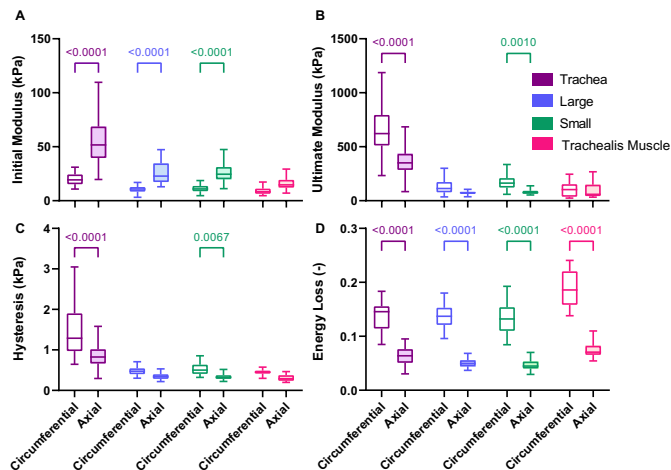 A
Initial Modulus (kPa)
150
100
50
0
<0.0001
<0.0001
<0.0001
B
Ultimate Modulus (kPa)
1500
1000
500
0
<0.0001
0.0010
Trachea
Large
Small
Trachealis Muscle
C
Hysteresis (kPa)
4
3
2
1
0
<0.0001
0.0067
Circumferential
Axial
Circumferential
Axial
Circumferential
Axial
Circumferential
Axial
D
Energy Loss (-)
0.3
0.2
0.1
0.0
<0.0001
<0.0001
<0.0001
<0.0001
Circumferential
Axial
Circumferential
Axial
Circumferential
Axial
Circumferential
Axial